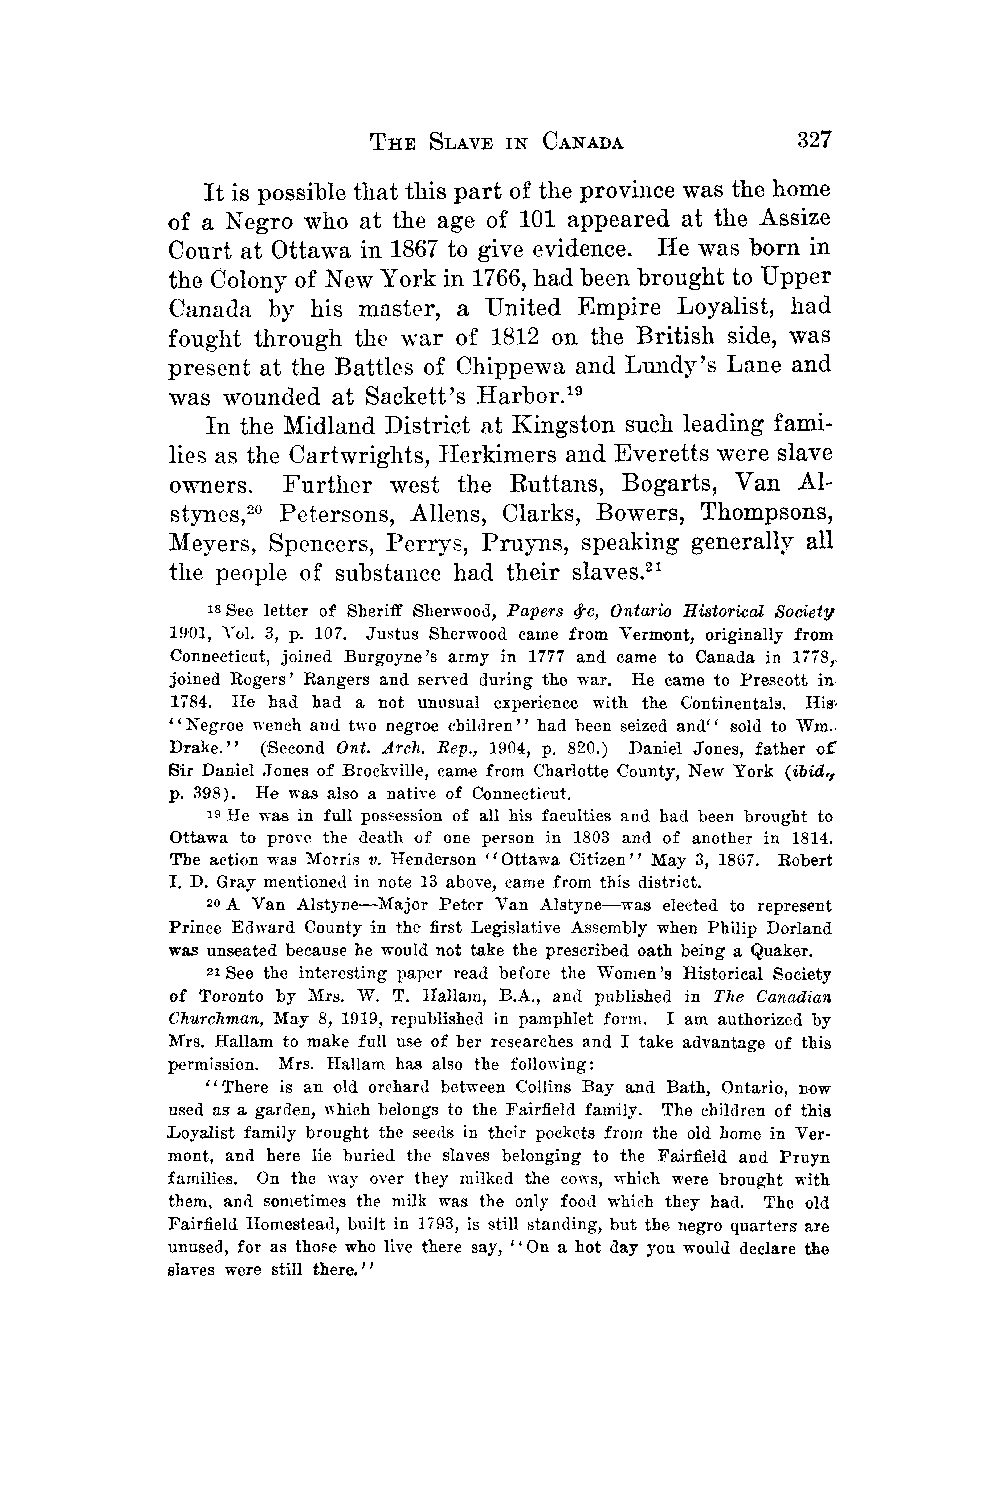 THE SLAVE IN CANADA 327
It is possible that this part of the province was the home
of a Negro who at the age of 101 appeared at the Assize
Court at Ottawa in 1867 to give evidence. He was born in
the Colony of New York in 1766, had been brought to Upper
Canada by his master, a United Empire Loyalist, had
fought through the war of 1812 on the British side, was
present at the Battles of Chippewa and Lundy's Lane and
was wounded at Sackett's Harbor.¹⁹
In the Midland District at Kingston such leading fami-
lies as the Cartwrights, Herkimers and Everetts were slave
owners. Further west the Ruttans, Bogarts, Van Al-
stynes,²⁰ Petersons, Allens, Clarks, Bowers, Thompsons,
Meyers, Spencers, Perrys, Pruyns, speaking generally all
the people of substance had their slaves.²¹
¹⁸ See letter of Sheriff Sherwood, Papers &c, Ontario Historical Society
1901, Vol. 3, p. 107. Justus Sherwood came from Vermont, originally from
Connecticut, joined Burgoyne's army in 1777 and came to Canada in 1778,
joined Rogers' Rangers and served during the war. He came to Prescott in
1784. He had had a not unusual experience with the Continentals. His
''Negroe wench and two negroe children'' had been seized and'' sold to Wm.
Drake.'' (Second Ont. Arch. Rep., 1904, p. 820.) Daniel Jones, father of
Sir Daniel Jones of Brockville, came from Charlotte County, New York (ibid.,
p. 398). He was also a native of Connecticut.
¹⁹ He was in full possession of all his faculties and had been brought to
Ottawa to prove the death of one person in 1803 and of another in 1814.
The action was Morris v. Henderson ''Ottawa Citizen'' May 3, 1867. Robert
I. D. Gray mentioned in note 13 above, came from this district.
²⁰ A Van Alstyne—Major Peter Van Alstyne—was elected to represent
Prince Edward County in the first Legislative Assembly when Philip Dorland
was unseated because he would not take the prescribed oath being a Quaker.
²¹ See the interesting paper read before the Women's Historical Society
of Toronto by Mrs. W. T. Hallam, B.A., and published in The Canadian
Churchman, May 8, 1919, republished in pamphlet form. I am authorized by
Mrs. Hallam to make full use of her researches and I take advantage of this
permission. Mrs. Hallam has also the following:
''There is an old orchard between Collins Bay and Bath, Ontario, now
used as a garden, which belongs to the Fairfield family. The children of this
Loyalist family brought the seeds in their pockets from the old home in Ver-
mont, and here lie buried the slaves belonging to the Fairfield and Pruyn
families. On the way over they milked the cows, which were brought with
them, and sometimes the milk was the only food which they had. The old
Fairfield Homestead, built in 1793, is still standing, but the negro quarters are
unused, for as those who live there say, ''On a hot day you would declare the
slaves were still there.''